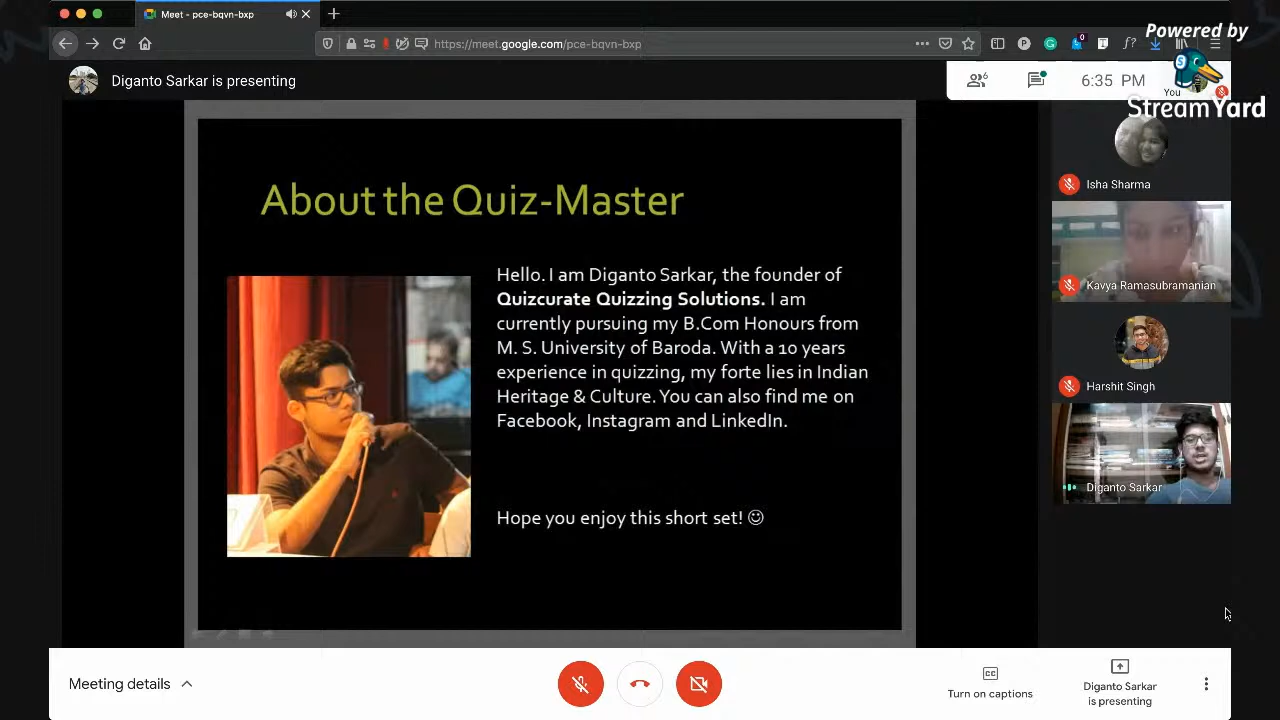 Meet - pce-bqvn-bxp
https://meet.google.com/pce-bqvn-bxp
Powered by
StreamYard
Diganto Sarkar is presenting
6
6:35 PM
You
About the Quiz-Master
Hello. I am Diganto Sarkar, the founder of
Quizcurate Quizzing Solutions. I am
currently pursuing my B.Com Honours from
M. S. University of Baroda. With a 10 years
experience in quizzing, my forte lies in Indian
Heritage & Culture. You can also find me on
Facebook, Instagram and LinkedIn.
Hope you enjoy this short set! ☺
Isha Sharma
Kavya Ramasubramanian
Harshit Singh
Diganto Sarkar
Meeting details
Turn on captions
Diganto Sarkar
is presenting